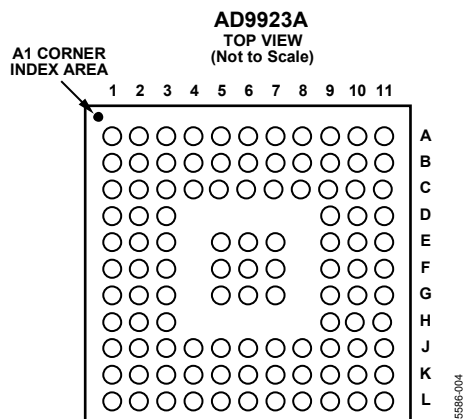 AD9923A
TOP VIEW
(Not to Scale)
A1 CORNER
INDEX AREA
1 2 3 4 5 6 7 8 9 10 11
A
B
C
D
E
F
G
H
J
K
L
5586-004